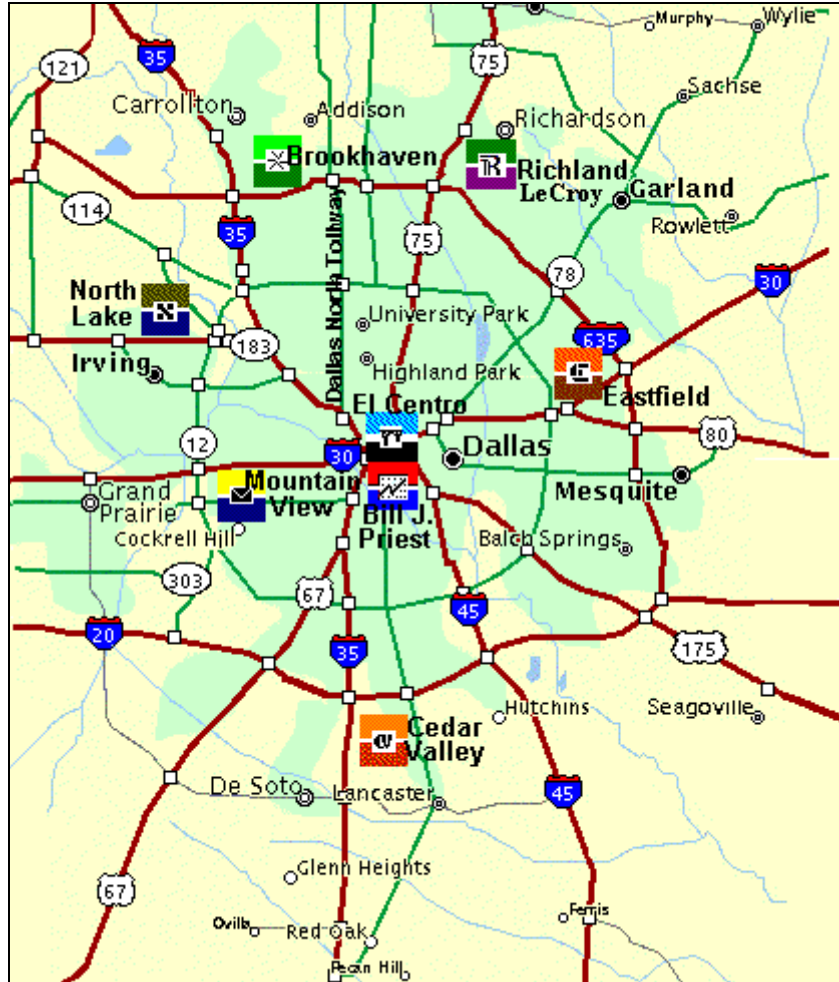 Murphy
Wylie
121
35
75
Sachse
Carrollton
Addison
Richardson
Brookhaven
R
Richland
LeCroy
Garland
114
35
75
Rowlett
Dallas North Tollway
78
30
North
Lake
University Park
635
183
Irving
Highland Park
E
Eastfield
El Centro
12
80
30
Dallas
Mountain
View
Mesquite
Grand
Prairie
Bill J.
Priest
Cockrell Hill
Balch Springs
303
67
45
20
35
175
Hutchins
Seagoville
Cedar
Valley
De Soto
Lancaster
45
Glenn Heights
67
Ovilla
Red Oak
Ferris
Pecan Hill